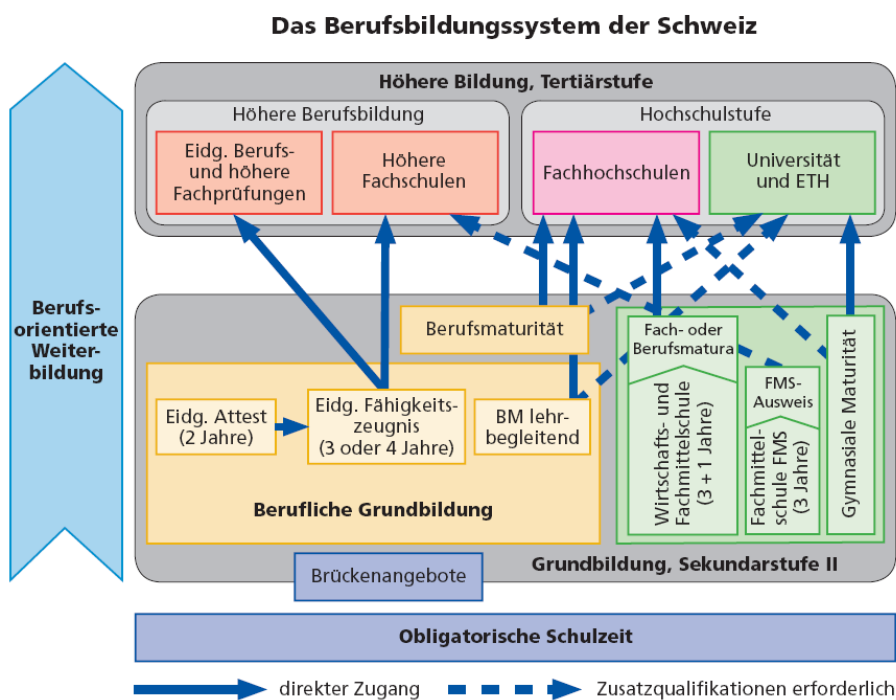 Das Berufsbildungssystem der Schweiz
Höhere Bildung, Tertiärstufe
Höhere Berufsbildung
Hochschulstufe
Eidg. Berufs-
und höhere
Fachprüfungen
Höhere
Fachschulen
Fachhochschulen
Universität
und ETH
Berufs-
orientierte
Weiter-
bildung
Berufsmaturität
Fach- oder
Berufsmatura
Wirtschafts- und
Fachmittelschule
(3 + 1 Jahre)
FMS-
Ausweis
Fachmittel-
schule FMS
(3 Jahre)
Gymnasiale Maturität
Eidg. Attest
(2 Jahre)
Eidg. Fähigkeits-
zeugnis
(3 oder 4 Jahre)
BM lehr-
begleitend
Berufliche Grundbildung
Grundbildung, Sekundarstufe II
Brückenangebote
Obligatorische Schulzeit
direkter Zugang
Zusatzqualifikationen erforderlich